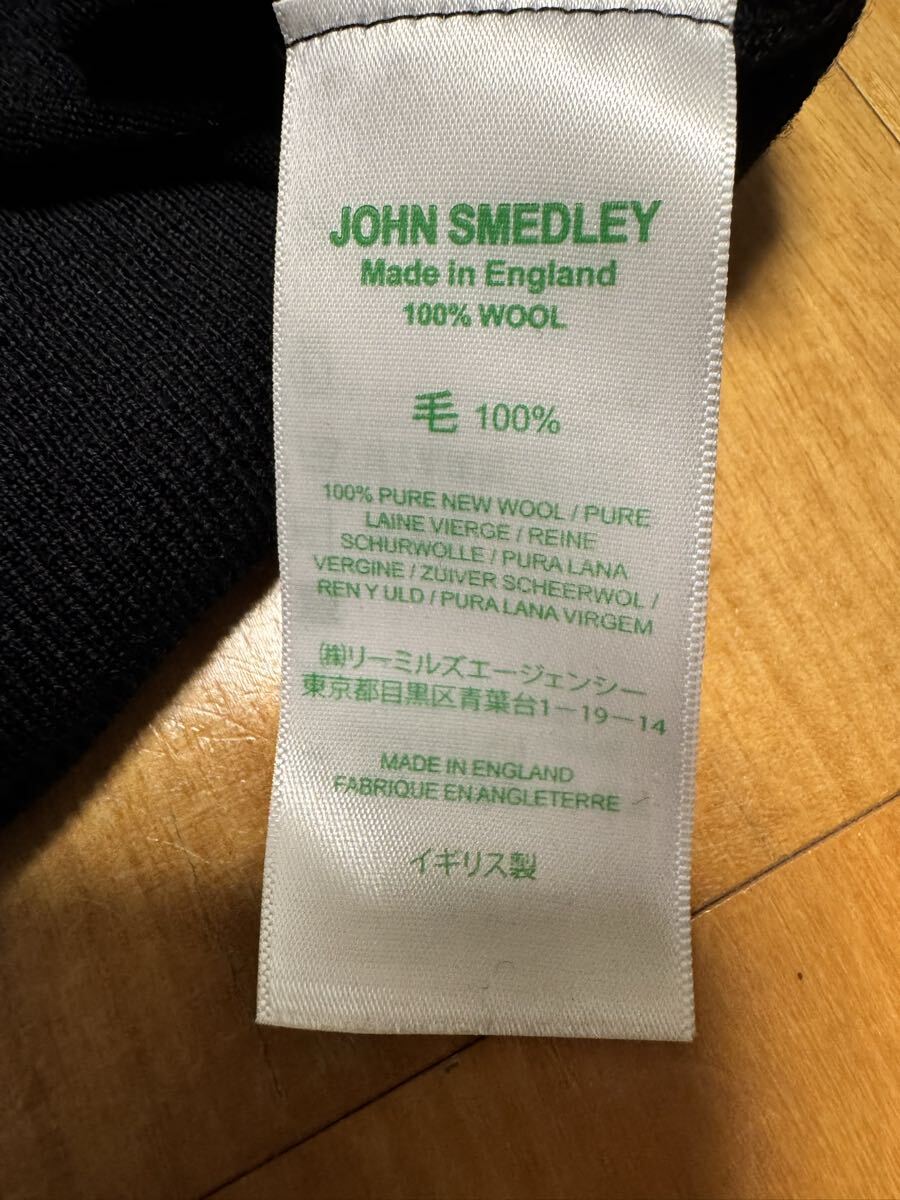 JOHN SMEDLEY
Made in England
100% WOOL
毛 100%
100% PURE NEW WOOL / PURE
LAINE VIERGE / REINE
SCHURWOLLE / PURA LANA
VERGINE / ZUIVER SCHEERWOL /
REN Y ULD / PURA LANA VIRGEM
㈱リーミルズエージェンシー
東京都目黒区青葉台1-19-14
MADE IN ENGLAND
FABRIQUE EN ANGLETERRE
イギリス製